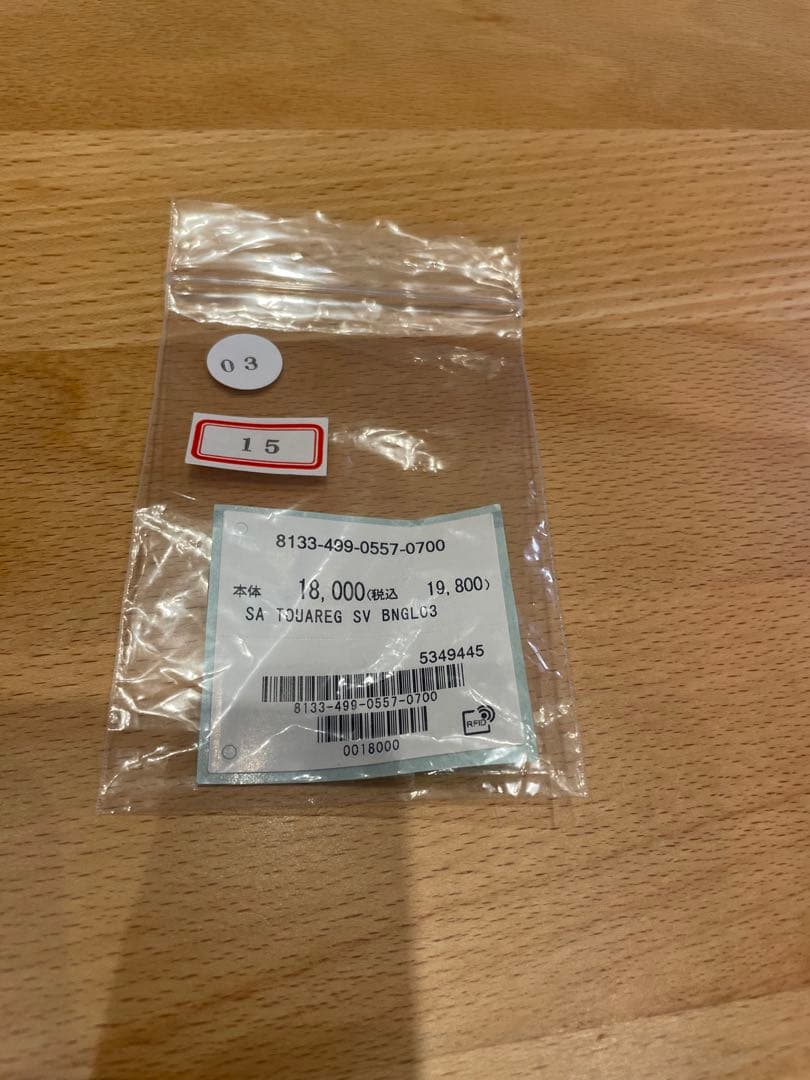 03
15
8133-499-0557-0700
本体 18,000(税込 19,800)
SA TOUAREG SV BNGL03
5349445
8133-499-0557-0700
RFID
0018000